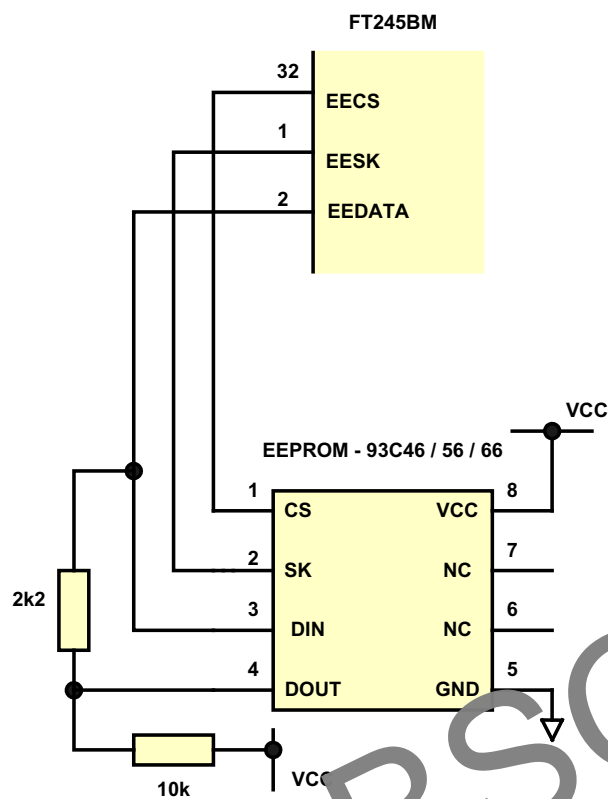 FT245BM
32
EECS
1
EESK
2
EEDATA
VCC
EEPROM - 93C46 / 56 / 66
1
CS
VCC
8
2
SK
NC
7
2k2
3
DIN
NC
6
4
DOUT
GND
5
10k
VCC